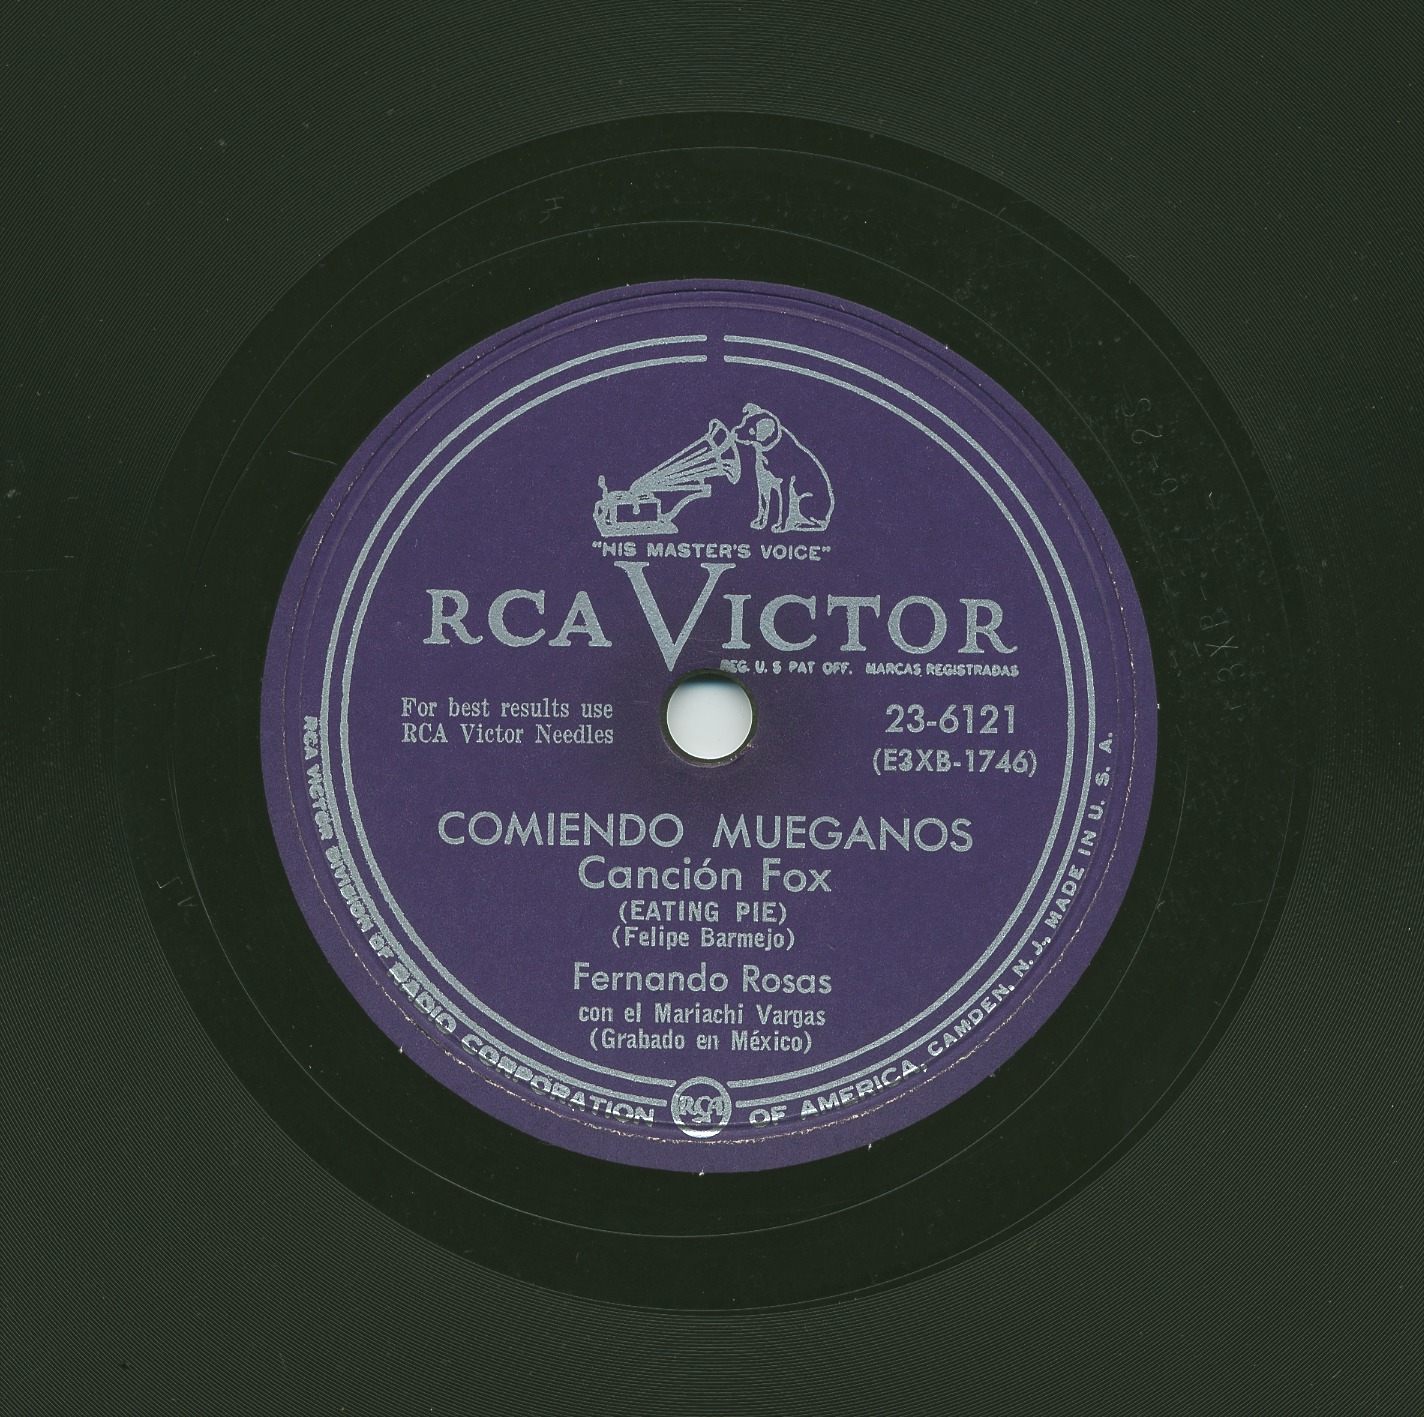 "HIS MASTER'S VOICE"
RCA VICTOR
REG. U. S PAT OFF. MARCAS REGISTRADAS
For best results use
RCA Victor Needles
23-6121
(E3XB-1746)
COMIENDO MUEGANOS
Canción Fox
(EATING PIE)
(Felipe Barmejo)
Fernando Rosas
con el Mariachi Vargas
(Grabado en México)
RCA VICTOR DIVISION OF RADIO CORPORATION OF AMERICA, CAMDEN, N. J., MADE IN U. S. A.
RCA